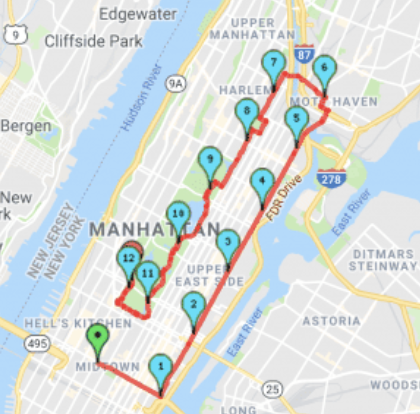 Edgewater
9
Cliffside Park
UPPER
MANHATTAN
87
9A
7
6
HARLEM
MOTT HAVEN
Hudson River
8
5
Bergen
9
278
4
FDR Drive
New
10
MANHATTAN
East River
NEW JERSEY
NEW YORK
3
12
11
UPPER
EAST SIDE
DITMARS
STEINWAY
2
HELL'S KITCHEN
ASTORIA
495
East River
MIDTOWN
1
25
LONG
WOODS